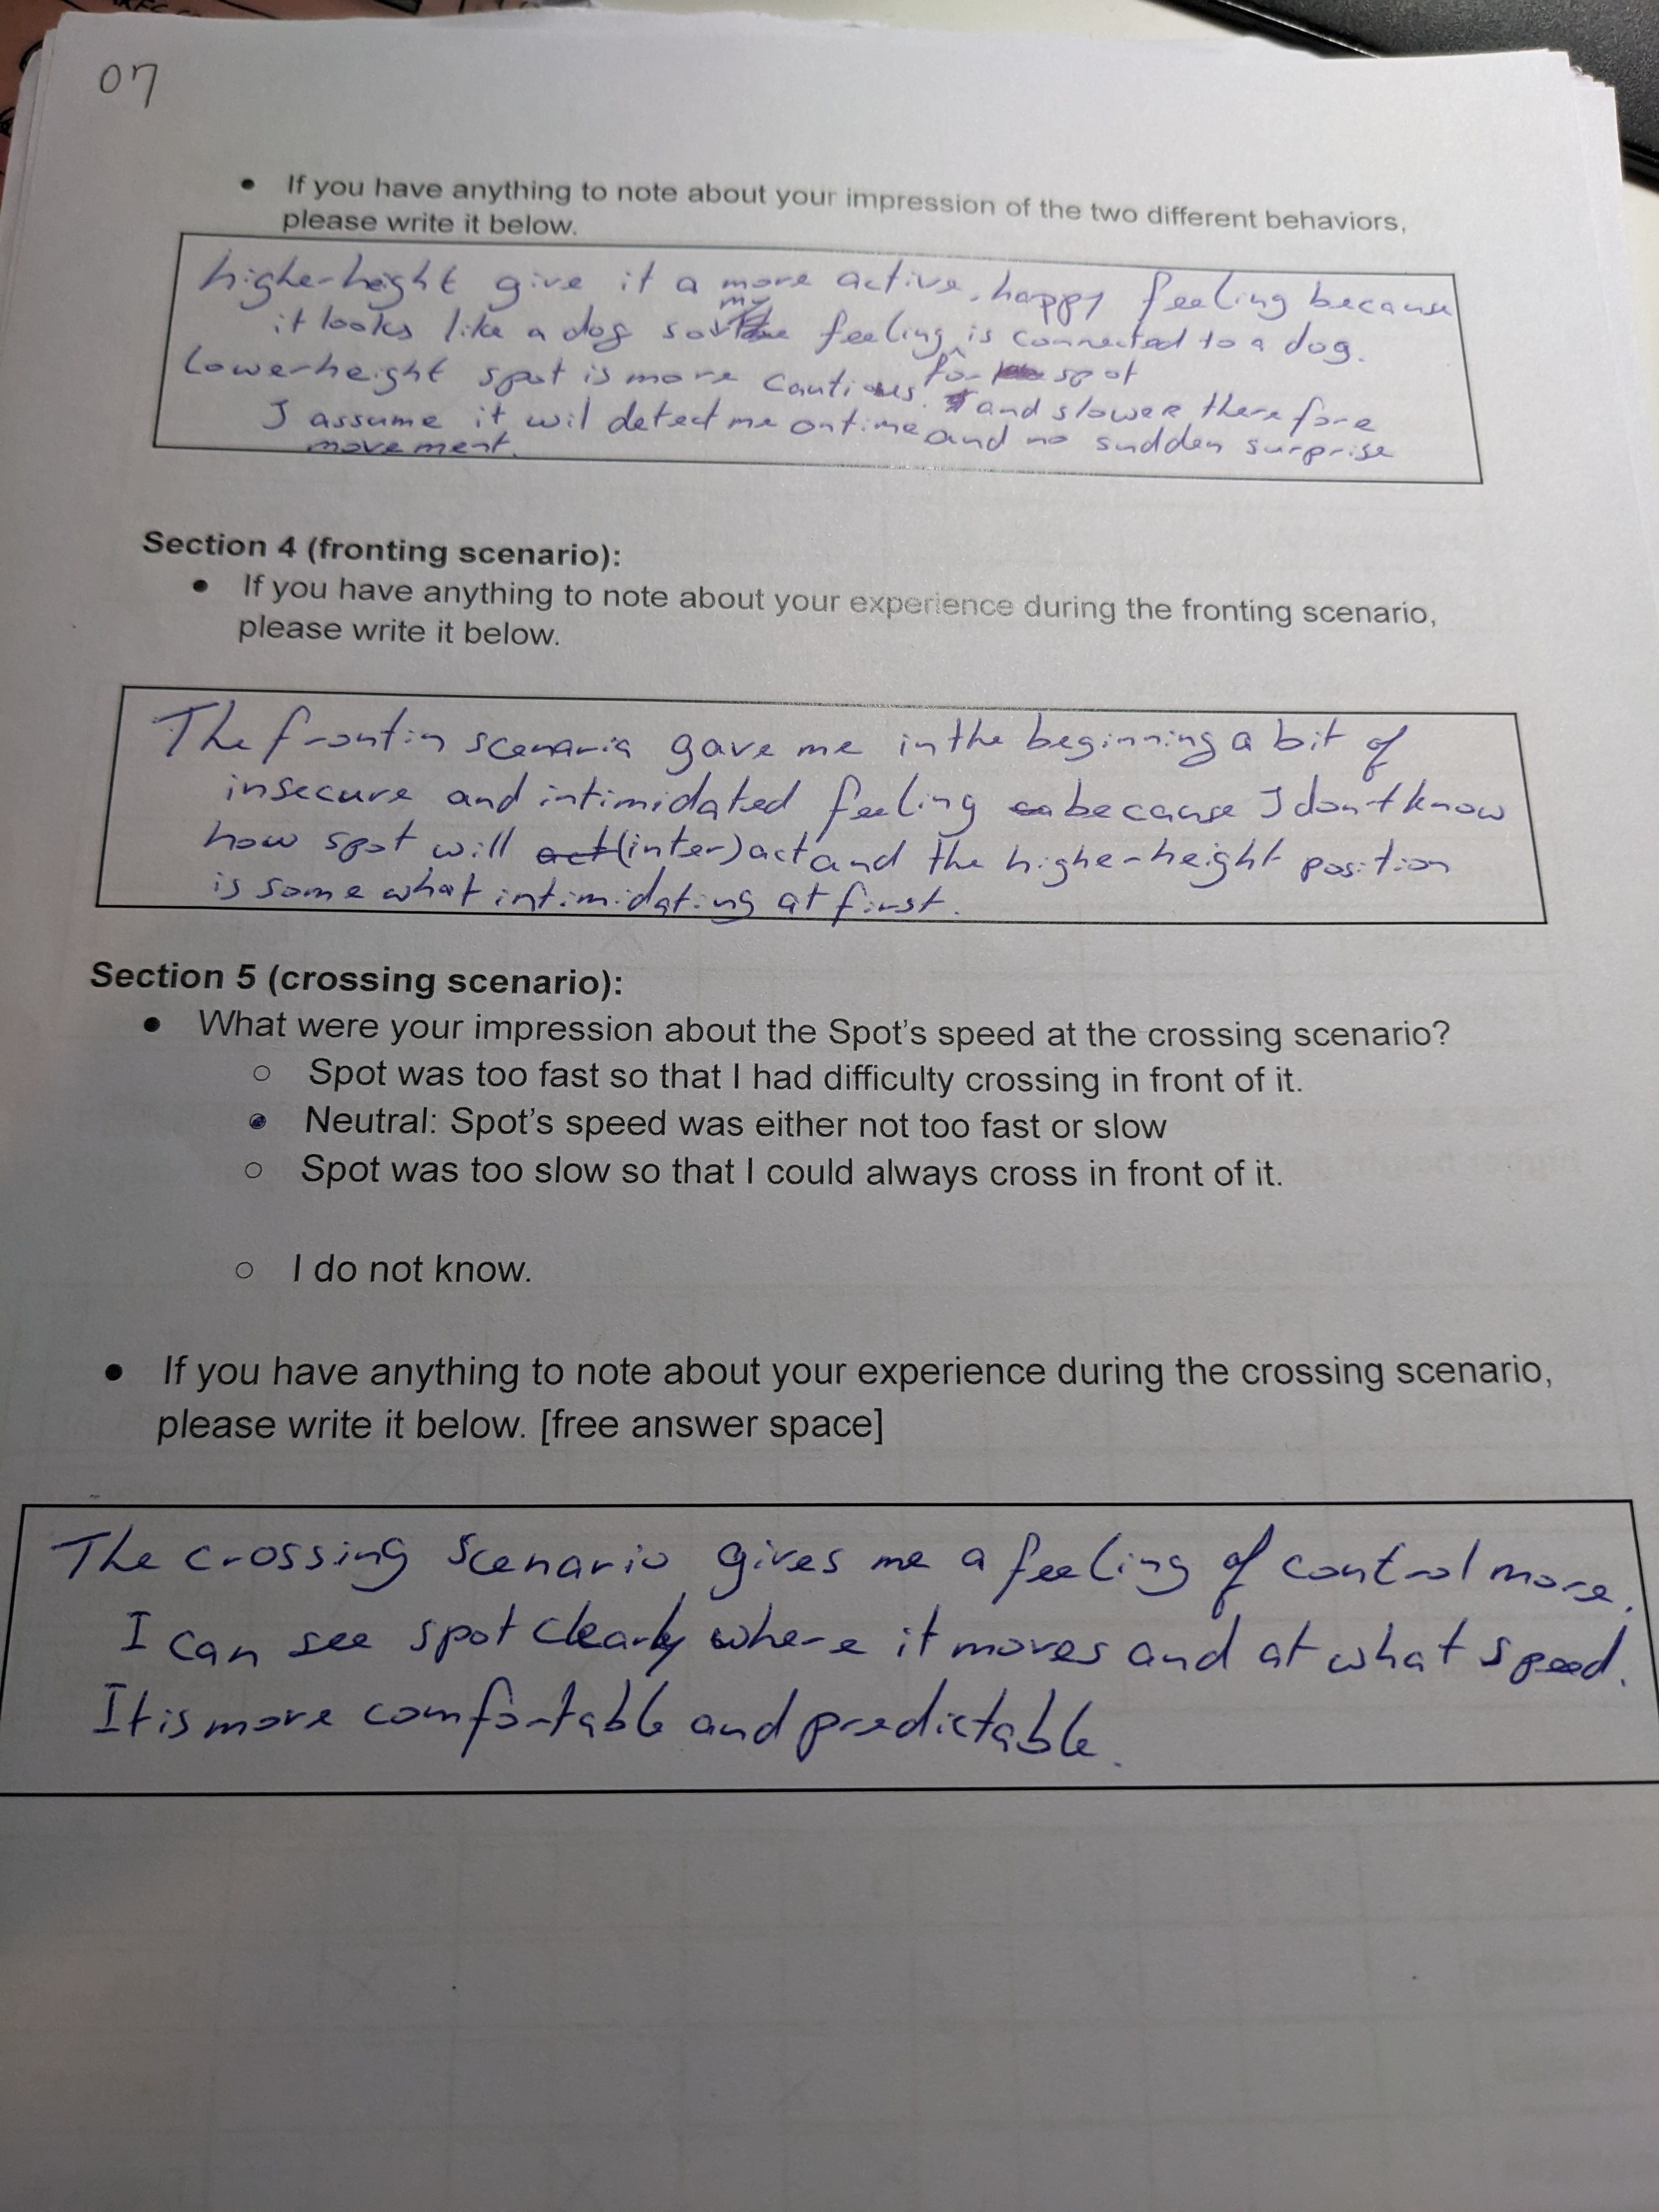 07
• If you have anything to note about your impression of the two different behaviors,
please write it below.
higher-height give it a more active, happy feeling because
it looks like a dog so my feeling for spot is connected to a dog.
Lower-height spot is more cautious and slower therefore
I assume it wil detect me on time and no sudden surprise
movement.
Section 4 (fronting scenario):
• If you have anything to note about your experience during the fronting scenario,
please write it below.
The frontin scenario gave me in the beginning a bit of
insecure and intimidated feeling because I don't know
how spot will (inter)act and the higher-height position
is some what intimidating at first.
Section 5 (crossing scenario):
• What were your impression about the Spot's speed at the crossing scenario?
○ Spot was too fast so that I had difficulty crossing in front of it.
● Neutral: Spot's speed was either not too fast or slow
○ Spot was too slow so that I could always cross in front of it.
○ I do not know.
• If you have anything to note about your experience during the crossing scenario,
please write it below. [free answer space]
The crossing scenario gives me a feeling of control more.
I can see spot clearly where it moves and at what speed.
It is more comfortable and predictable.